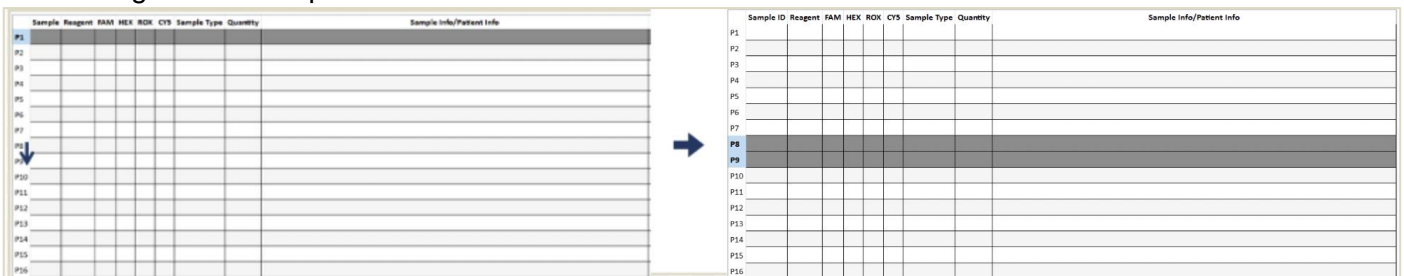 Sample Reagent FAM HEX ROX CY5 Sample Type Quantity Sample Info/Patient Info
P1
P2
P3
P4
P5
P6
P7
P8
P9
P10
P11
P12
P13
P14
P15
P16
Sample ID Reagent FAM HEX ROX CY5 Sample Type Quantity Sample Info/Patient Info
P1
P2
P3
P4
P5
P6
P7
P8
P9
P10
P11
P12
P13
P14
P15
P16